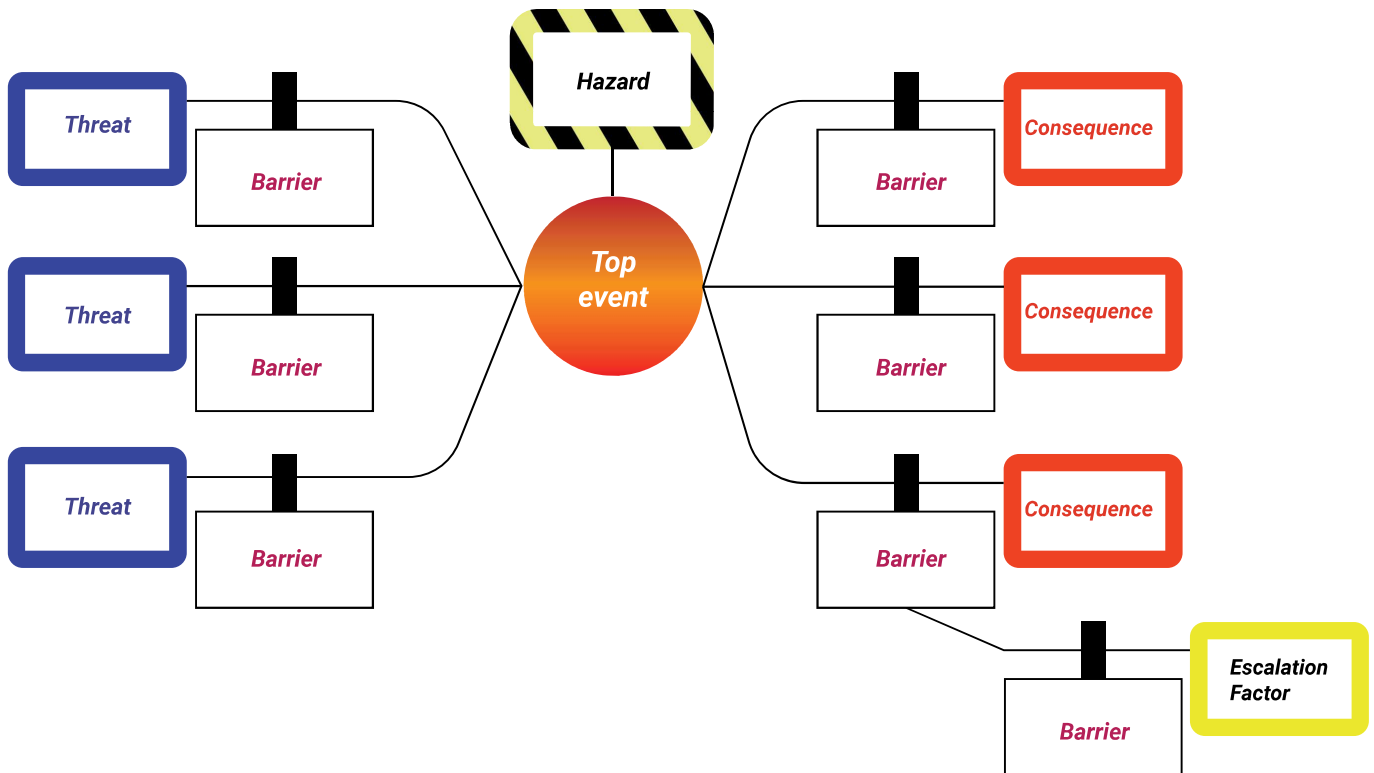 Hazard
Threat
Barrier
Barrier
Consequence
Top
event
Threat
Barrier
Barrier
Consequence
Threat
Barrier
Barrier
Consequence
Escalation
Factor
Barrier